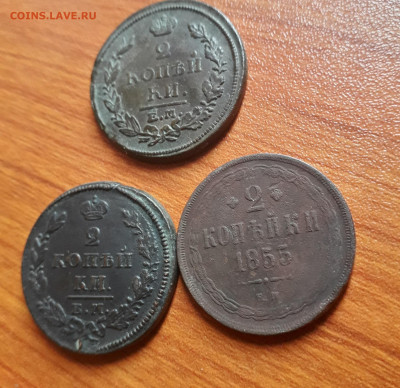 COINS.LAVE.RU
2
КОПѢЙ
КИ.
Е.М.
2
КОПѢЙ
КИ.
Е.М.
2
КОПѢЙКИ
1855
Е.М.